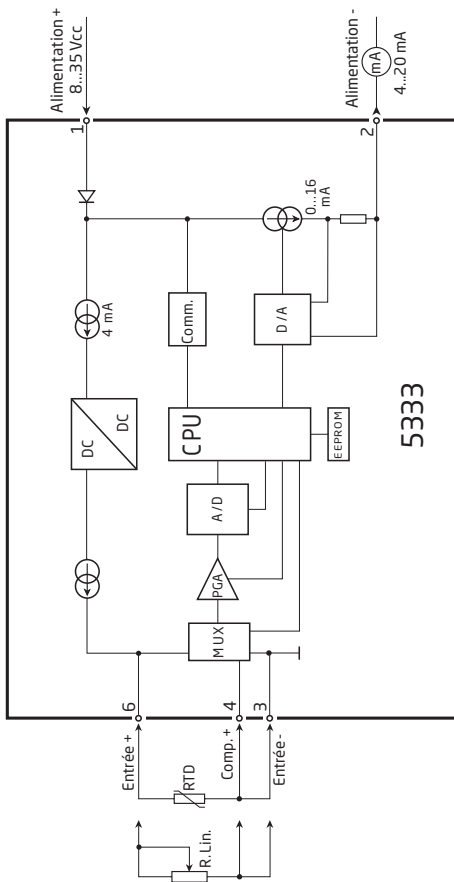 Alimentation +
8...35 Vcc
1
Alimentation -
mA
4...20 mA
2
4 mA
0...16
mA
Comm.
D/A
DC
DC
CPU
EEPROM
5333
A/D
PGA
MUX
6
4
3
Entrée +
RTD
Comp.+
Entrée-
R. Lin.